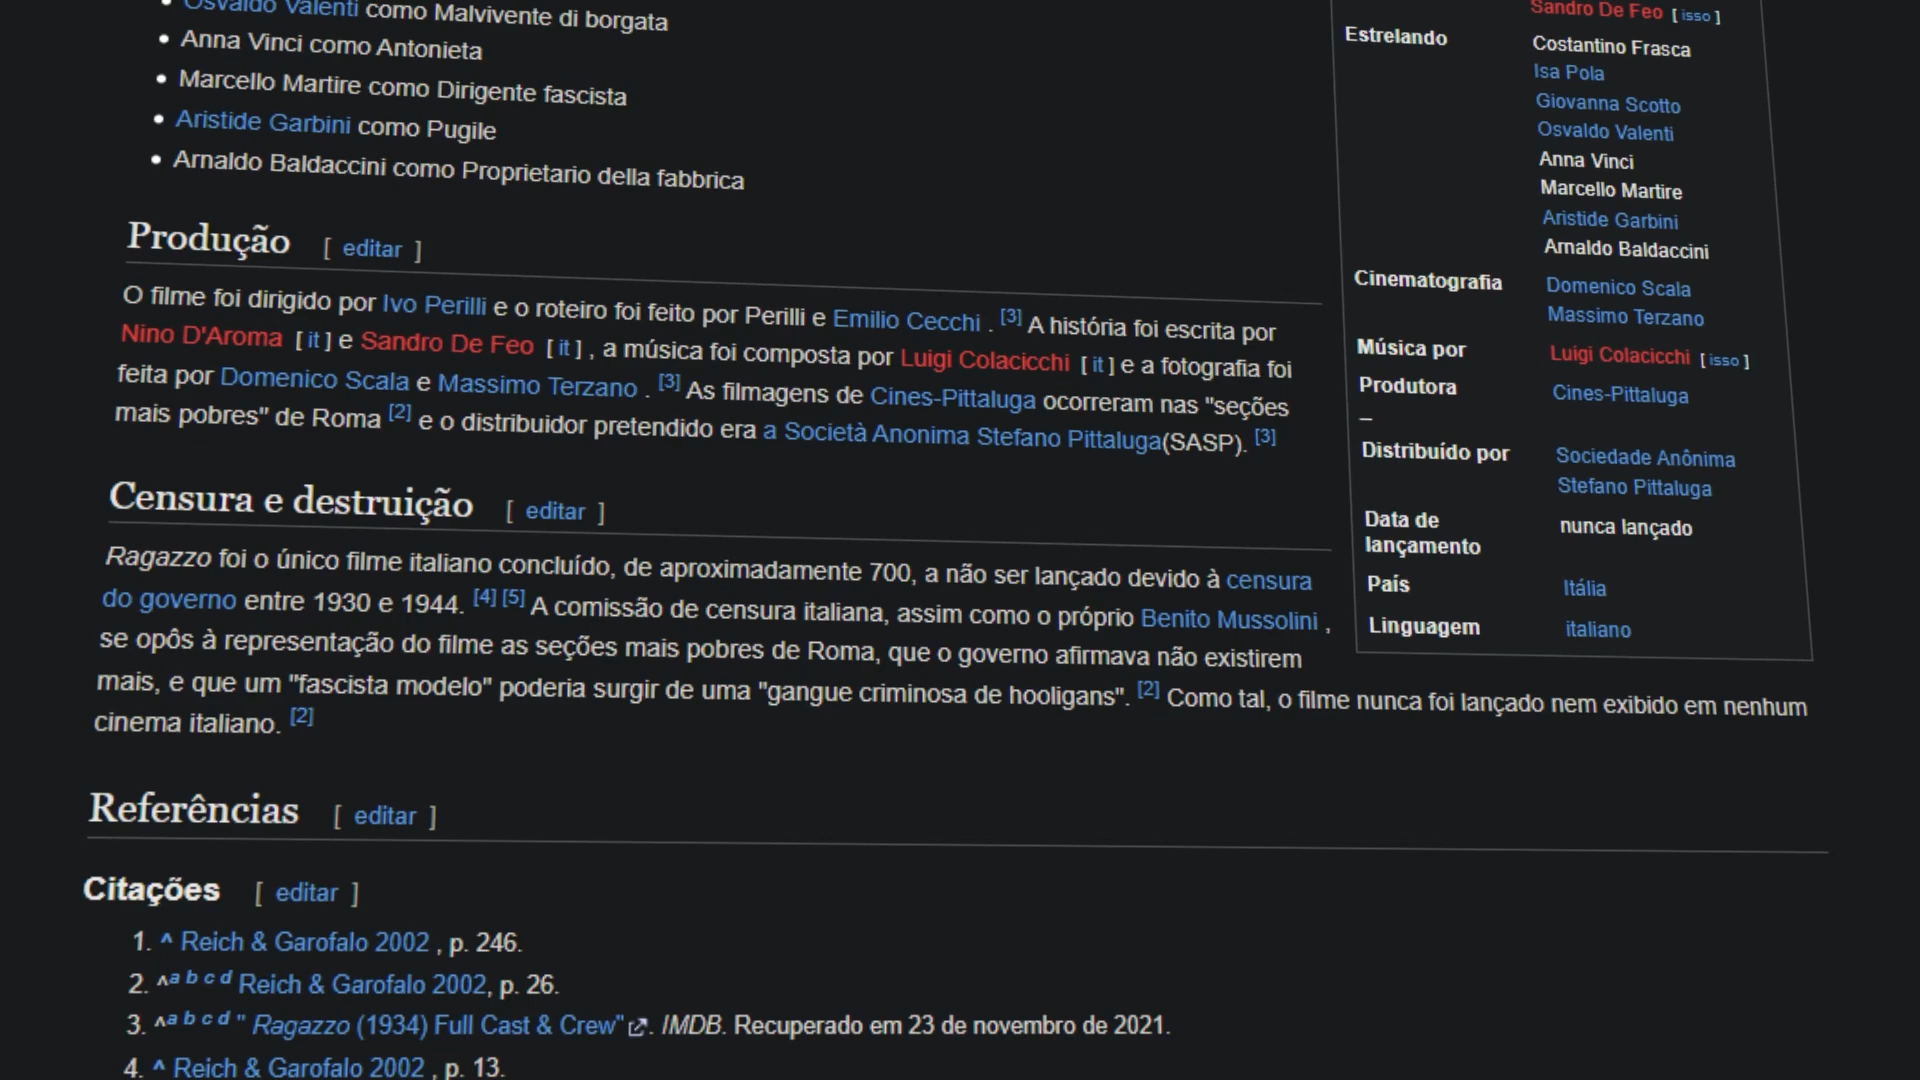 Osvaldo Valenti como Malvivente di borgata
Anna Vinci como Antonieta
Marcello Martire como Dirigente fascista
Aristide Garbini como Pugile
Arnaldo Baldaccini como Proprietario della fabbrica
Produção [ editar ]
O filme foi dirigido por Ivo Perilli e o roteiro foi feito por Perilli e Emilio Cecchi . [3] A história foi escrita por
Nino D'Aroma [ it ] e Sandro De Feo [ it ] , a música foi composta por Luigi Colacicchi [ it ] e a fotografia foi
feita por Domenico Scala e Massimo Terzano . [3] As filmagens de Cines-Pittaluga ocorreram nas "seções
mais pobres" de Roma [2] e o distribuidor pretendido era a Società Anonima Stefano Pittaluga(SASP). [3]
Censura e destruição [ editar ]
Ragazzo foi o único filme italiano concluído, de aproximadamente 700, a não ser lançado devido à censura
do governo entre 1930 e 1944. [4] [5] A comissão de censura italiana, assim como o próprio Benito Mussolini ,
se opôs à representação do filme as seções mais pobres de Roma, que o governo afirmava não existirem
mais, e que um "fascista modelo" poderia surgir de uma "gangue criminosa de hooligans". [2] Como tal, o filme nunca foi lançado nem exibido em nenhum
cinema italiano. [2]
Referências [ editar ]
Citações [ editar ]
1. ^ Reich & Garofalo 2002 , p. 246.
2. ^ a b c d Reich & Garofalo 2002, p. 26.
3. ^ a b c d " Ragazzo (1934) Full Cast & Crew" . IMDB. Recuperado em 23 de novembro de 2021.
4. ^ Reich & Garofalo 2002 , p. 13.
Sandro De Feo [ isso ]
Estrelando Costantino Frasca
Isa Pola
Giovanna Scotto
Osvaldo Valenti
Anna Vinci
Marcello Martire
Aristide Garbini
Arnaldo Baldaccini
Cinematografia Domenico Scala
Massimo Terzano
Música por Luigi Colacicchi [ isso ]
Produtora Cines-Pittaluga
–
Distribuído por Sociedade Anônima
Stefano Pittaluga
Data de nunca lançado
lançamento
País Itália
Linguagem italiano